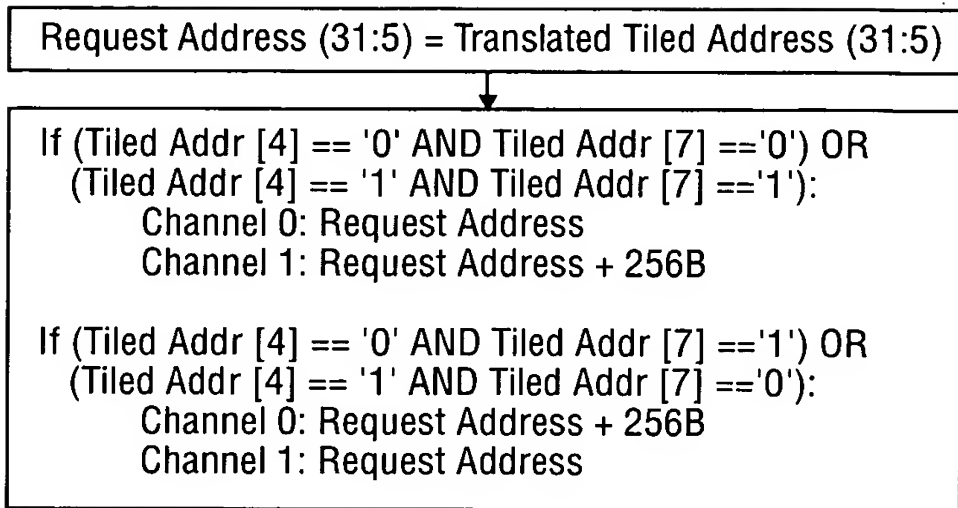 Request Address (31:5) = Translated Tiled Address (31:5)
If (Tiled Addr [4] == '0' AND Tiled Addr [7] =='0') OR
(Tiled Addr [4] == '1' AND Tiled Addr [7] =='1'):
Channel 0: Request Address
Channel 1: Request Address + 256B
If (Tiled Addr [4] == '0' AND Tiled Addr [7] =='1') OR
(Tiled Addr [4] == '1' AND Tiled Addr [7] =='0'):
Channel 0: Request Address + 256B
Channel 1: Request Address